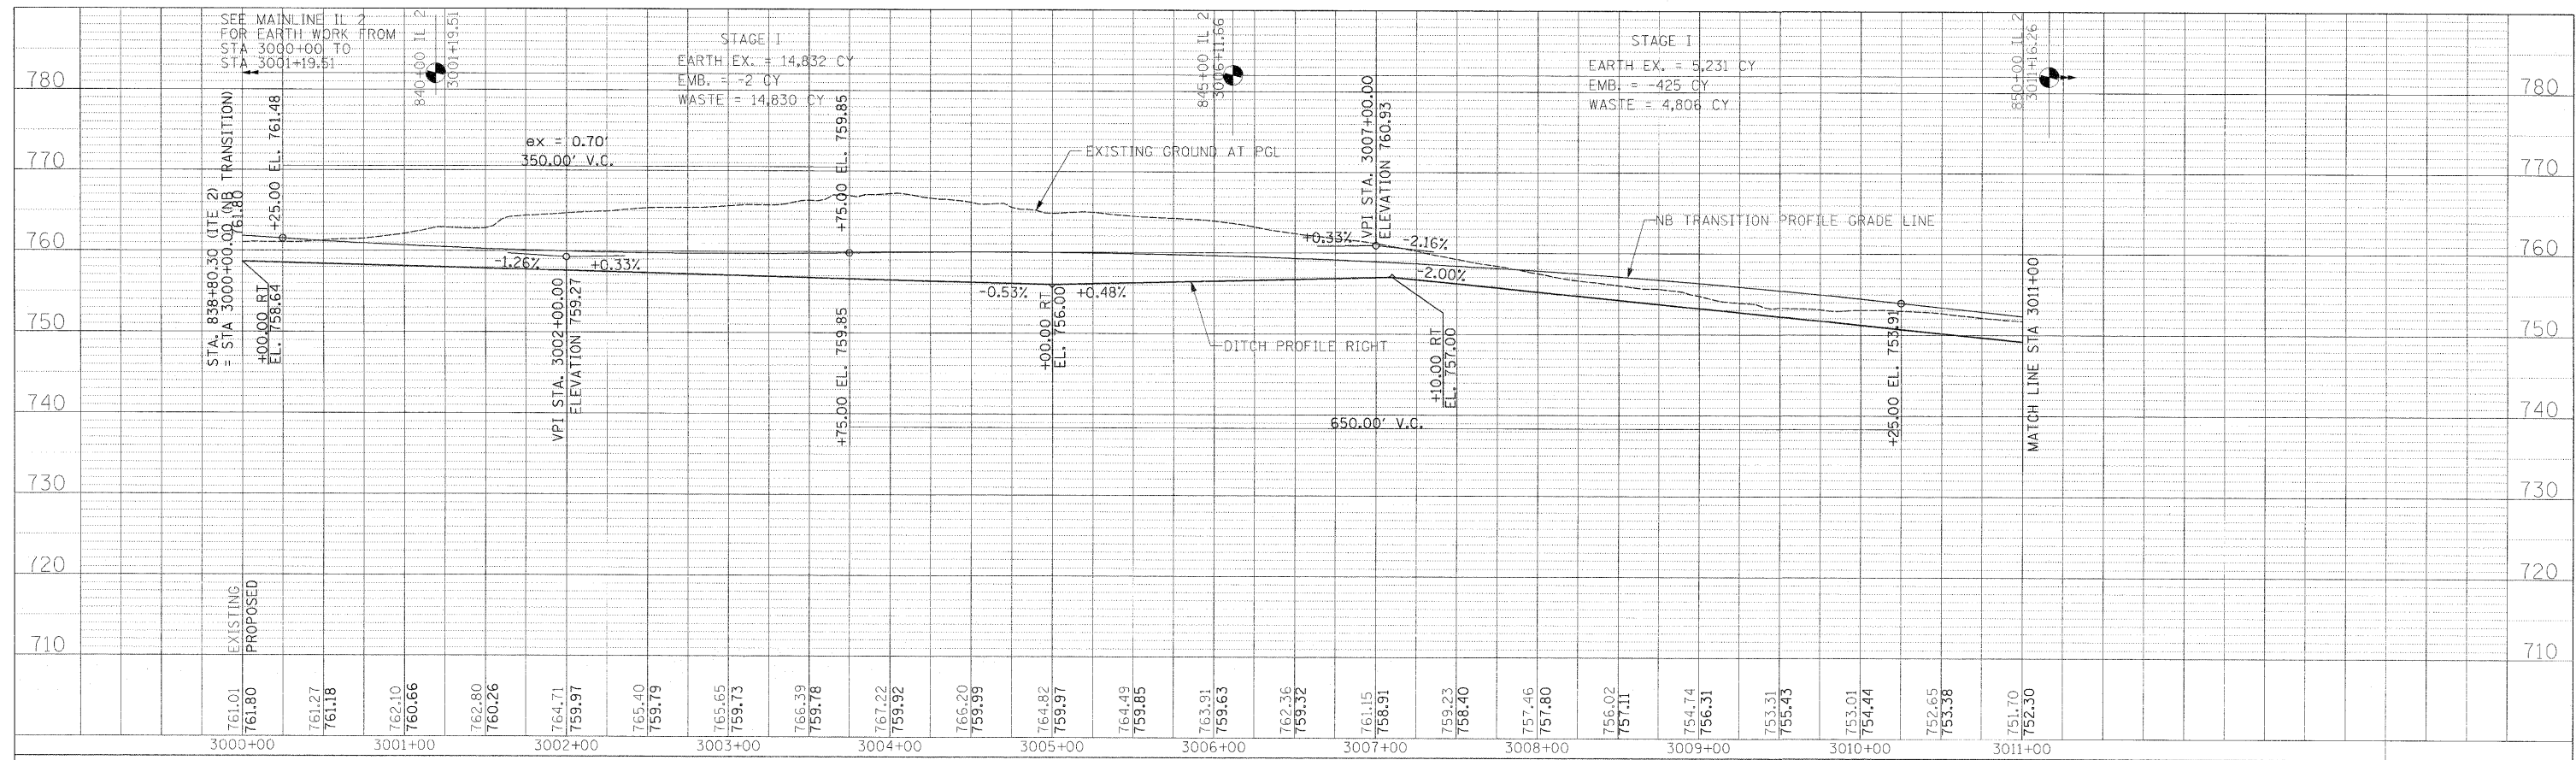 SEE MAINLINE IL 2
FOR EARTH WORK FROM
STA 3000+00 TO
STA 3001+19.51
840+00 IL 2
3001+19.51
STAGE I
EARTH EX. = 14,832 CY
EMB. = -2 CY
WASTE = 14,830 CY
845+00 IL 2
3006+11.66
STAGE I
EARTH EX. = 5,231 CY
EMB. = -425 CY
WASTE = 4,806 CY
850+00 IL 2
3011+16.26
780
780
770
770
760
760
750
750
740
740
730
730
720
720
710
710
STA. 838+80.30 (ITE 2)
= STA 3000+00.00 (NB TRANSITION)
761.80
+25.00 EL. 761.48
ex = 0.70'
350.00' V.C.
+75.00 EL. 759.85
EXISTING GROUND AT PGL
VPI STA. 3007+00.00
ELEVATION 760.93
NB TRANSITION PROFILE GRADE LINE
+0.33%
-2.16%
-1.26%
+0.33%
-0.53%
+0.48%
-2.00%
+00.00 RT
EL. 758.64
VPI STA. 3002+00.00
ELEVATION 759.27
+75.00 EL. 759.85
+00.00 RT
EL. 756.00
DITCH PROFILE RIGHT
+10.00 RT
EL. 757.00
650.00' V.C.
+25.00 EL. 753.91
MATCH LINE STA 3011+00
EXISTING
PROPOSED
761.01
761.80
761.27
761.18
762.10
760.66
762.80
760.26
764.71
759.97
765.40
759.79
765.65
759.73
766.39
759.78
767.22
759.92
766.20
759.99
764.82
759.97
764.49
759.85
763.91
759.63
762.36
759.32
761.15
758.91
759.23
758.40
757.46
757.80
756.02
757.11
754.74
756.31
753.31
755.43
753.01
754.44
752.65
753.38
751.70
752.30
3000+00
3001+00
3002+00
3003+00
3004+00
3005+00
3006+00
3007+00
3008+00
3009+00
3010+00
3011+00